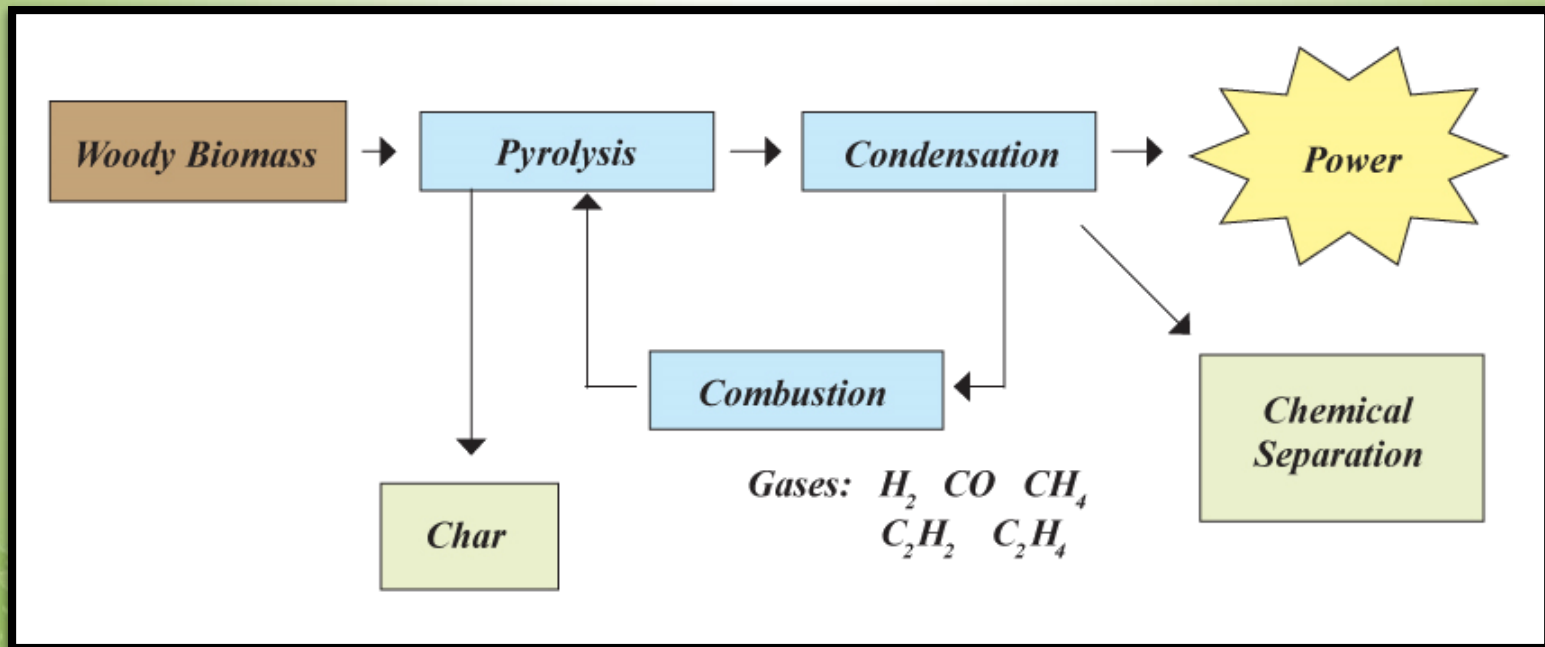 Woody Biomass
Pyrolysis
Condensation
Power
Combustion
Chemical
Separation
Gases: H₂ CO CH₄
C₂H₂ C₂H₄
Char